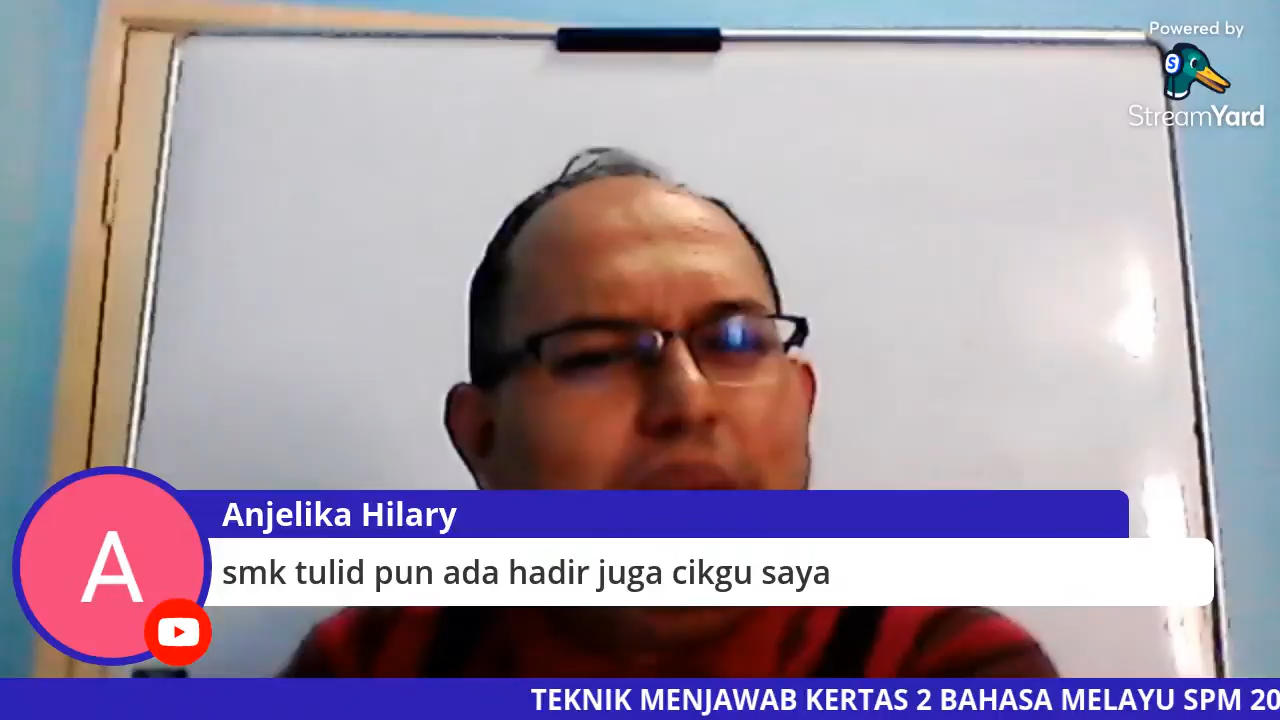 Powered by
S
StreamYard
Anjelika Hilary
A
smk tulid pun ada hadir juga cikgu saya
TEKNIK MENJAWAB KERTAS 2 BAHASA MELAYU SPM 20